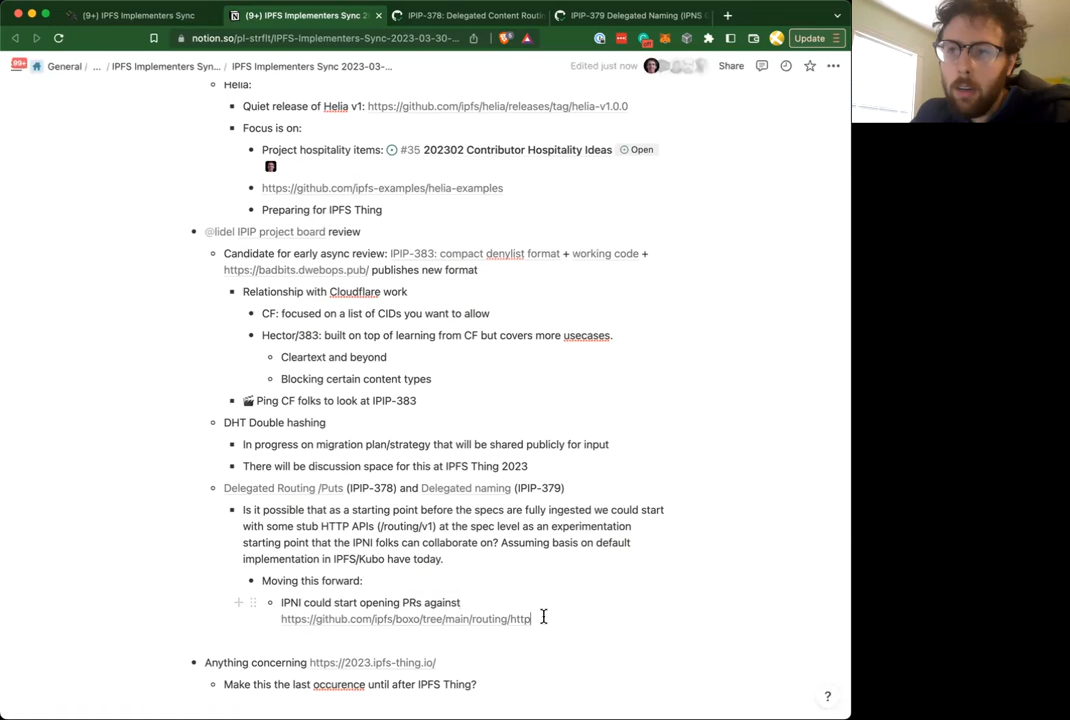 (9+) IPFS Implementers Sync
(9+) IPFS Implementers Sync 2
IPIP-378: Delegated Content Routin
IPIP-379 Delegated Naming (IPNS
notion.so/pl-strflt/IPFS-Implementers-Sync-2023-03-30-...
Update
99+
General / ... / IPFS Implementers Syn... / IPFS Implementers Sync 2023-03-...
Edited just now
Share
Helia:
Quiet release of Helia v1: https://github.com/ipfs/helia/releases/tag/helia-v1.0.0
Focus is on:
Project hospitality items: #35 202302 Contributor Hospitality Ideas Open
https://github.com/ipfs-examples/helia-examples
Preparing for IPFS Thing
@lidel IPIP project board review
Candidate for early async review: IPIP-383: compact denylist format + working code +
https://badbits.dwebops.pub/ publishes new format
Relationship with Cloudflare work
CF: focused on a list of CIDs you want to allow
Hector/383: built on top of learning from CF but covers more usecases.
Cleartext and beyond
Blocking certain content types
🎬 Ping CF folks to look at IPIP-383
DHT Double hashing
In progress on migration plan/strategy that will be shared publicly for input
There will be discussion space for this at IPFS Thing 2023
Delegated Routing /Puts (IPIP-378) and Delegated naming (IPIP-379)
Is it possible that as a starting point before the specs are fully ingested we could start
with some stub HTTP APIs (/routing/v1) at the spec level as an experimentation
starting point that the IPNI folks can collaborate on? Assuming basis on default
implementation in IPFS/Kubo have today.
Moving this forward:
IPNI could start opening PRs against
https://github.com/ipfs/boxo/tree/main/routing/http
Anything concerning https://2023.ipfs-thing.io/
Make this the last occurence until after IPFS Thing?
?